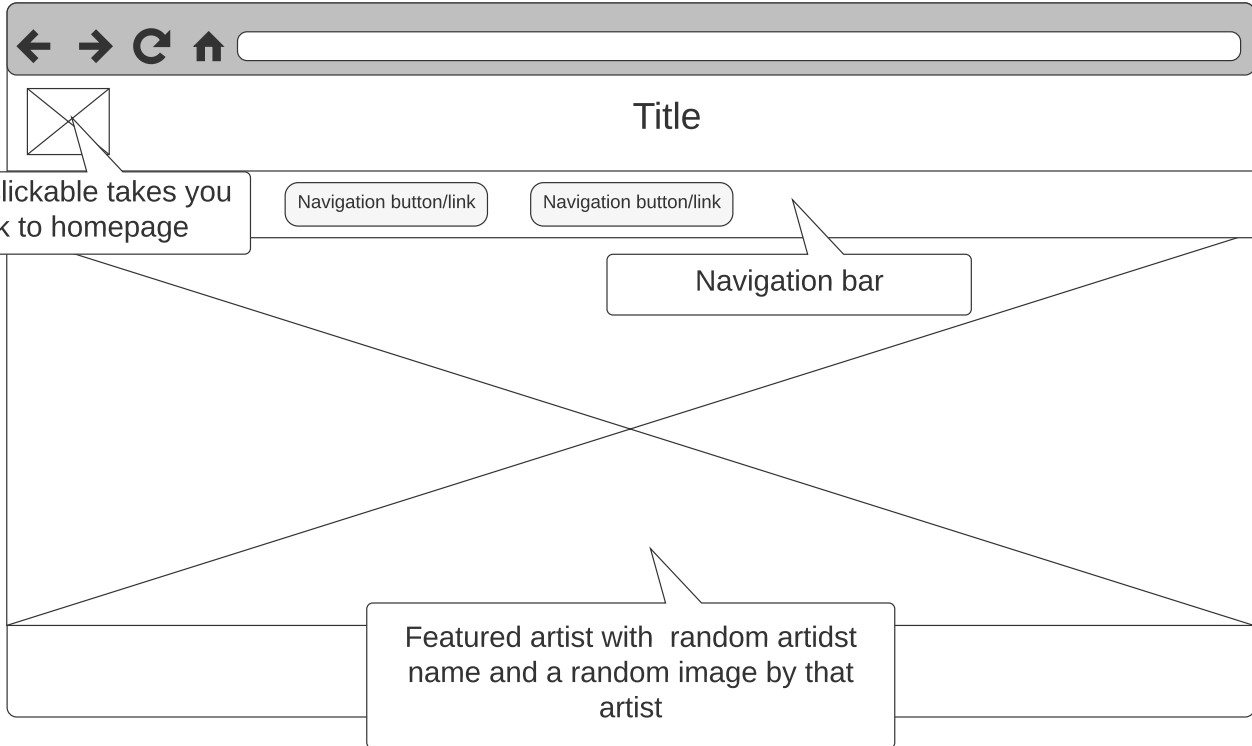 Title
lickable takes you
k to homepage
Navigation button/link
Navigation button/link
Navigation bar
Featured artist with  random artidst
name and a random image by that
artist